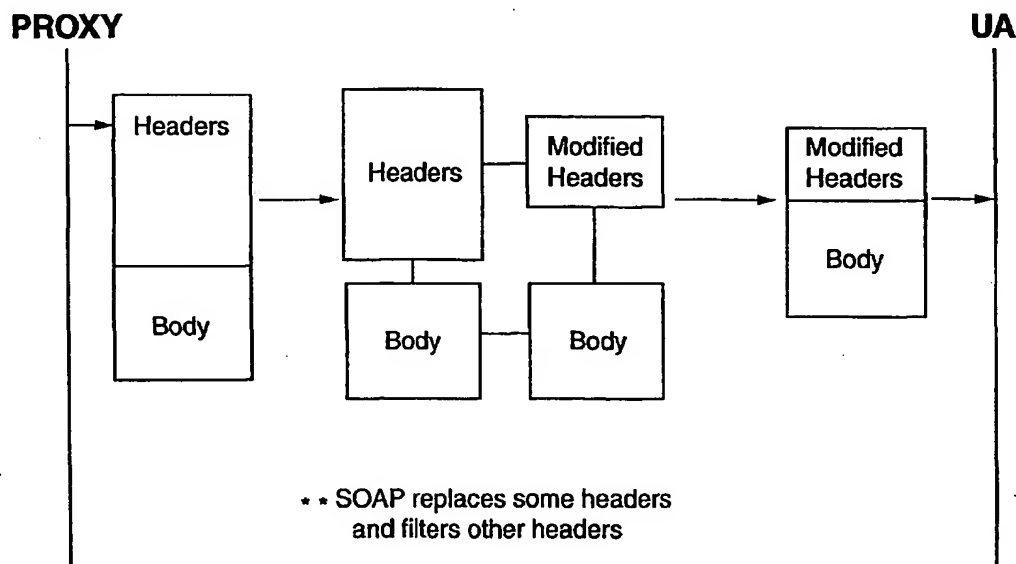 PROXY
UA
Headers
Body
Headers
Body
Modified
Headers
Body
Modified
Headers
Body
** SOAP replaces some headers
and filters other headers